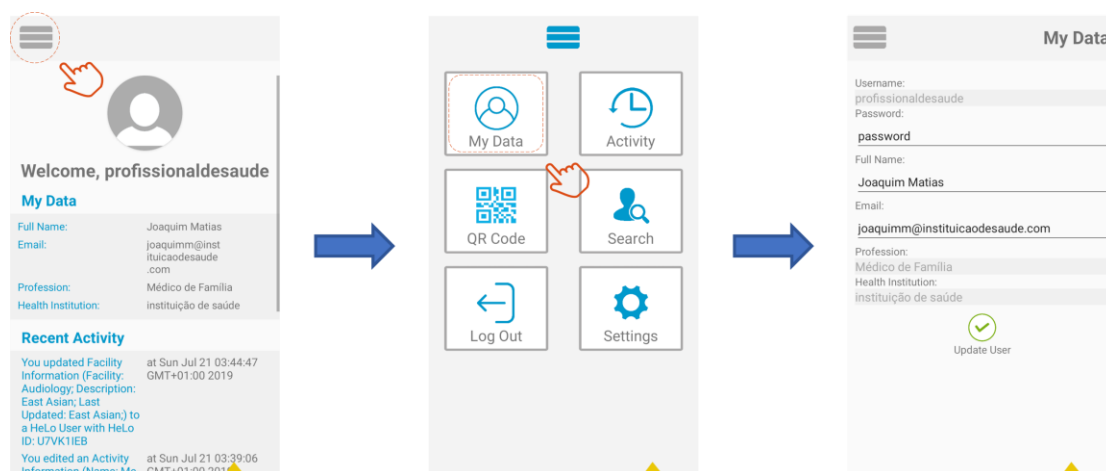 Welcome, profissionaldesaude
My Data
Full Name: Joaquim Matias
Email: joaquimm@inst
ituicaodesaude
.com
Profession: Médico de Família
Health Institution: instituição de saúde
Recent Activity
You updated Facility at Sun Jul 21 03:44:47
Information (Facility: GMT+01:00 2019
Audiology; Description:
East Asian; Last
Updated: East Asian;) to
a HeLo User with HeLo
ID: U7VK1IEB
You edited an Activity at Sun Jul 21 03:39:06
Information (Name: GMT+01:00
My Data Activity
QR Code Search
Log Out Settings
My Data
Username:
profissionaldesaude
Password:
password
Full Name:
Joaquim Matias
Email:
joaquimm@instituicaodesaude.com
Profession:
Médico de Família
Health Institution:
instituição de saúde
Update User